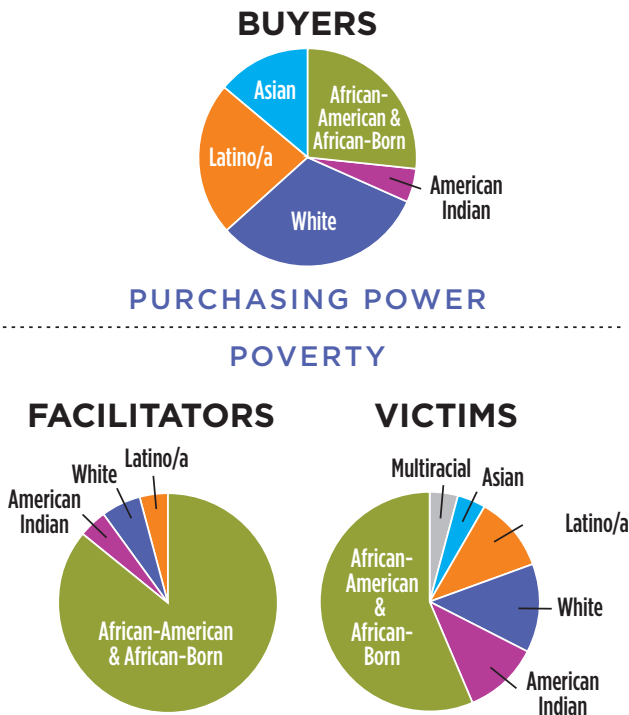 BUYERS
Asian
African-
American &
African-Born
Latino/a
American
Indian
White
PURCHASING POWER
POVERTY
FACILITATORS
Latino/a
White
American
Indian
African-American
& African-Born
VICTIMS
Multiracial
Asian
Latino/a
African-
American
&
African-
Born
White
American
Indian